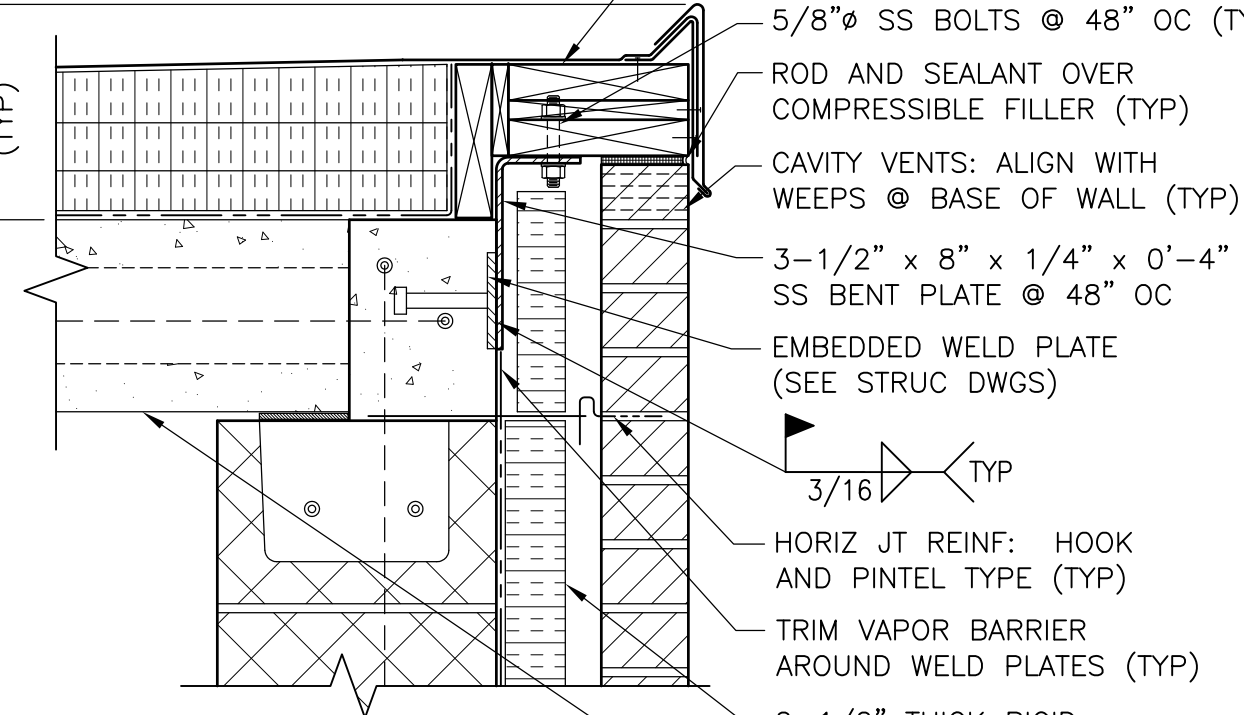 (TYP)
5/8"ø SS BOLTS @ 48" OC
ROD AND SEALANT OVER
COMPRESSIBLE FILLER (TYP)
CAVITY VENTS: ALIGN WITH
WEEPS @ BASE OF WALL (TYP)
3-1/2" x 8" x 1/4" x 0'-4"
SS BENT PLATE @ 48" OC
EMBEDDED WELD PLATE
(SEE STRUC DWGS)
3/16 TYP
HORIZ JT REINF: HOOK
AND PINTEL TYPE (TYP)
TRIM VAPOR BARRIER
AROUND WELD PLATES (TYP)